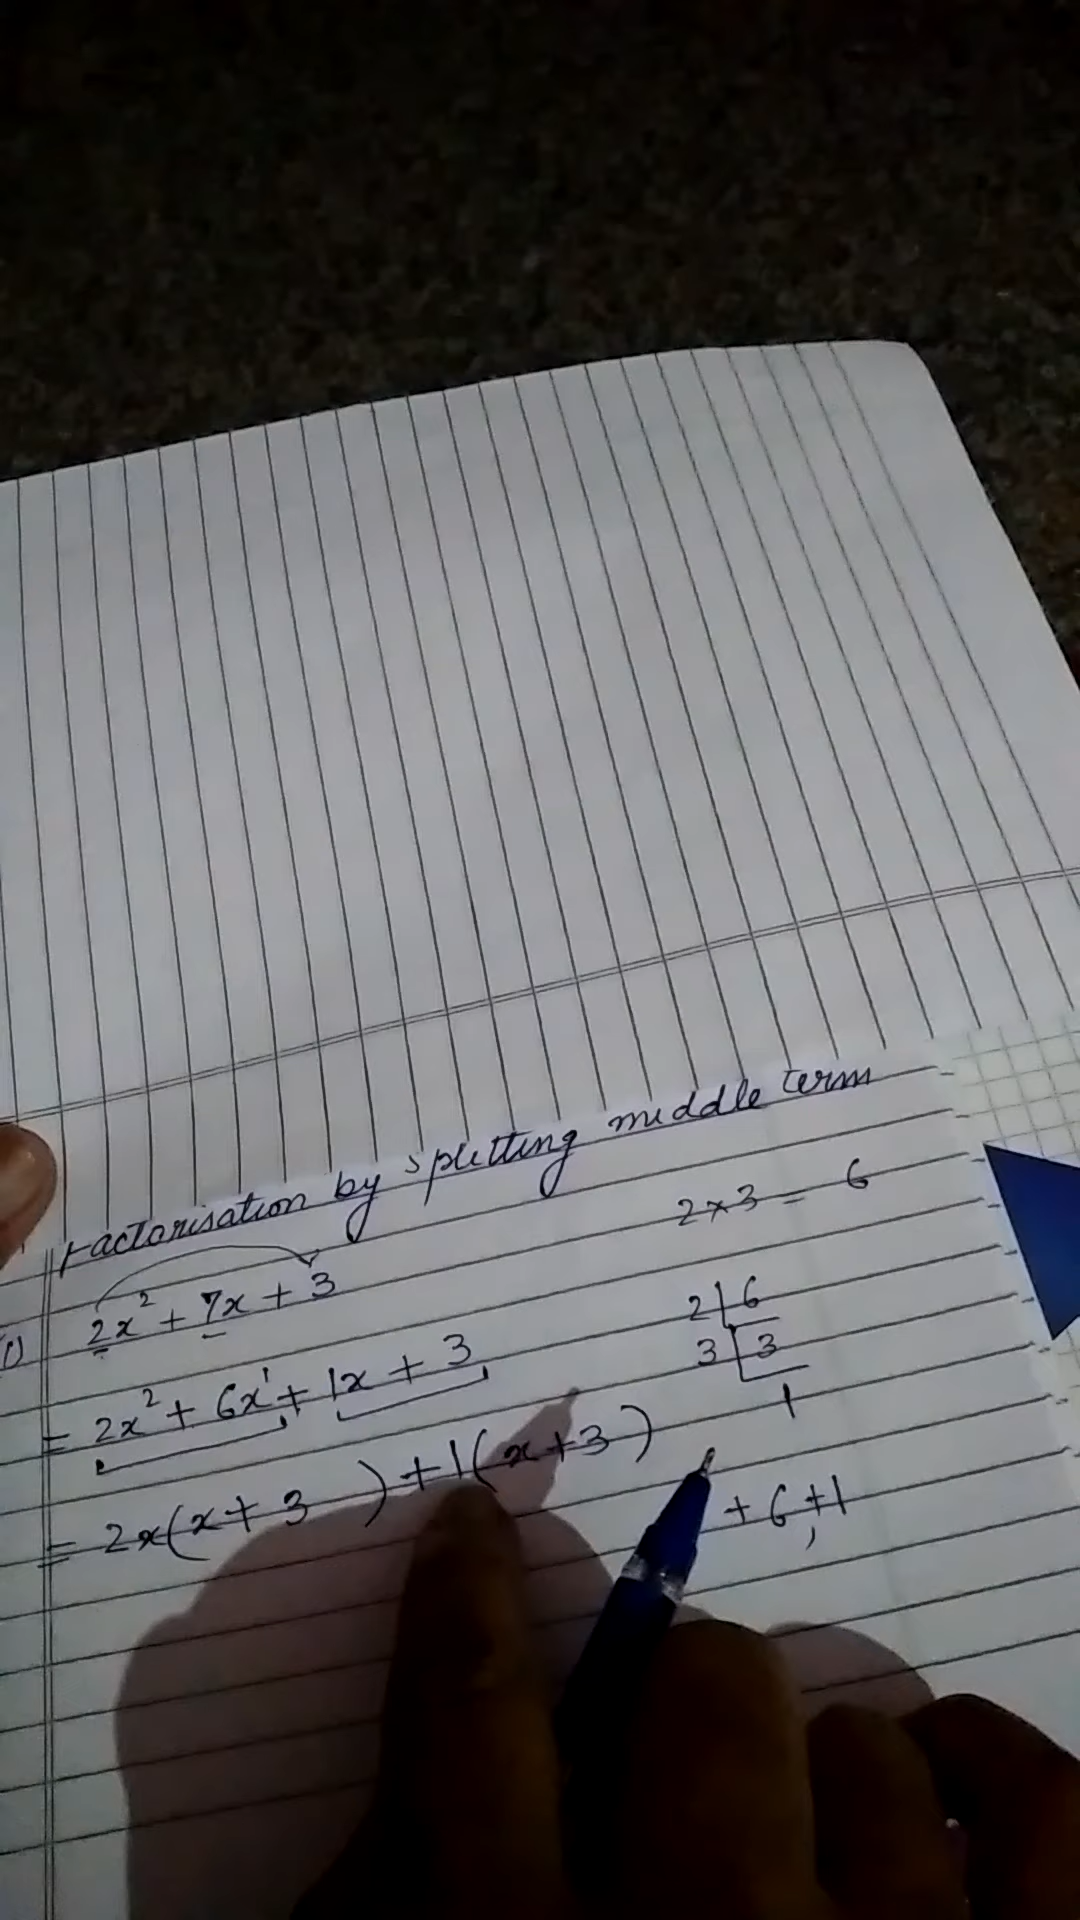 Factorisation by splitting middle term
2 × 3 = 6
1) 2x² + 7x + 3
2 | 6
3 | 3
1
= 2x² + 6x¹ + 1x + 3
= 2x(x + 3 ) + 1(x + 3)
+ 6, + 1